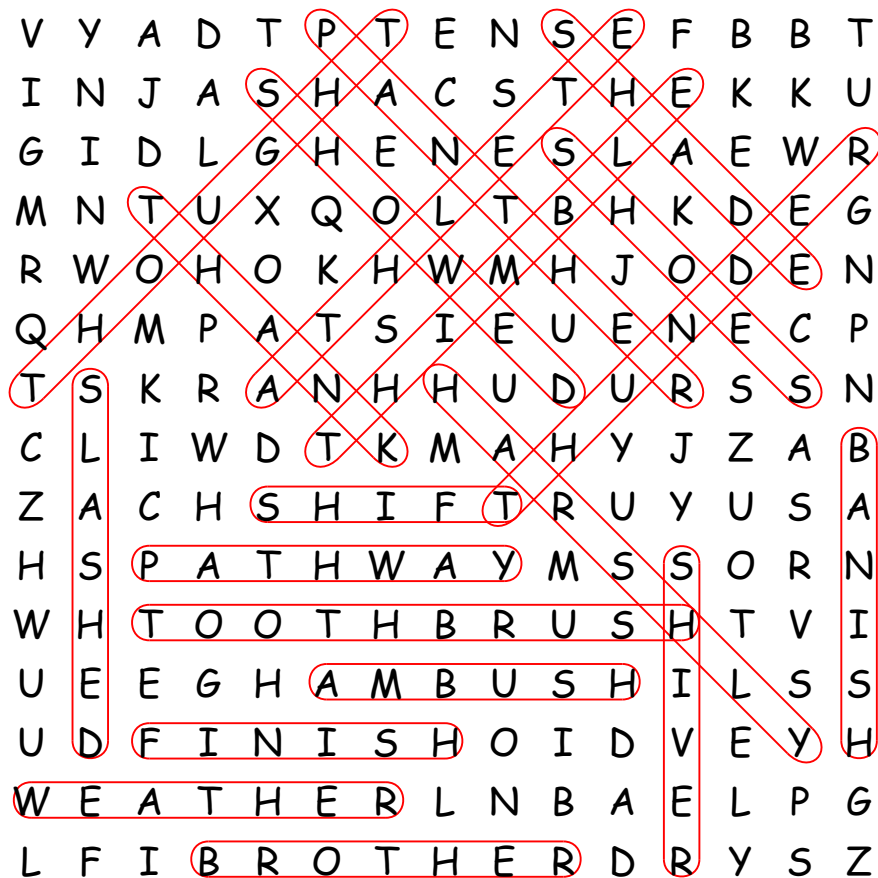 V Y A D T P T E N S E F B B T
I N J A S H A C S T H E K K U
G I D L G H E N E S L A E W R
M N T U X Q O L T B H K D E G
R W O H O K H W M H J O D E N
Q H M P A T S I E U E N E C P
T S K R A N H H U D U R S S N
C L I W D T K M A H Y J Z A B
Z A C H S H I F T R U Y U S A
H S P A T H W A Y M S S O R N
W H T O O T H B R U S H T V I
U E E G H A M B U S H I L S S
U D F I N I S H O I D V E Y H
W E A T H E R L N B A E L P G
L F I B R O T H E R D R Y S Z